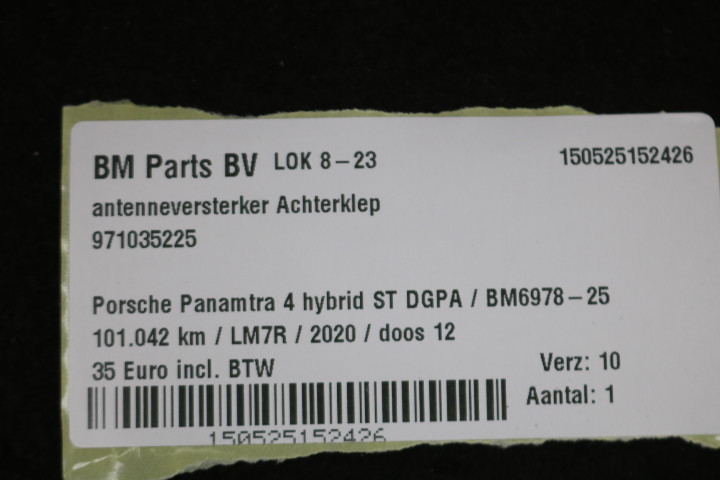 BM Parts BV LOK 8-23 150525152426
antenneversterker Achterklep
971035225
Porsche Panamtra 4 hybrid ST DGPA / BM6978-25
101.042 km / LM7R / 2020 / doos 12
35 Euro incl. BTW Verz: 10
Aantal: 1
150525152426